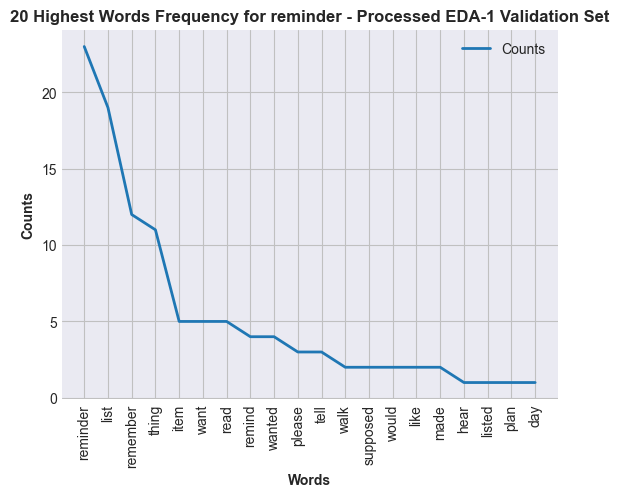 20 Highest Words Frequency for reminder - Processed EDA-1 Validation Set
Counts
Counts
20
15
10
5
0
reminder
list
remember
thing
item
want
read
remind
wanted
please
tell
walk
supposed
would
like
made
hear
listed
plan
day
Words